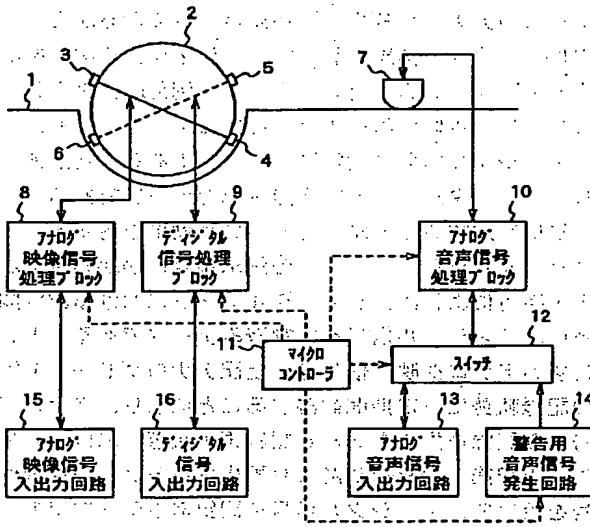 2
3
5
7
1
6
4
8
9
10
アナログ
映像信号
処理ブロック
ディジタル
信号処理
ブロック
アナログ
音声信号
処理ブロック
11
マイクロ
コントローラ
12
スイッチ
15
16
13
14
アナログ
映像信号
入出力回路
ディジタル
信号
入出力回路
アナログ
音声信号
入出力回路
警告用
音声信号
発生回路